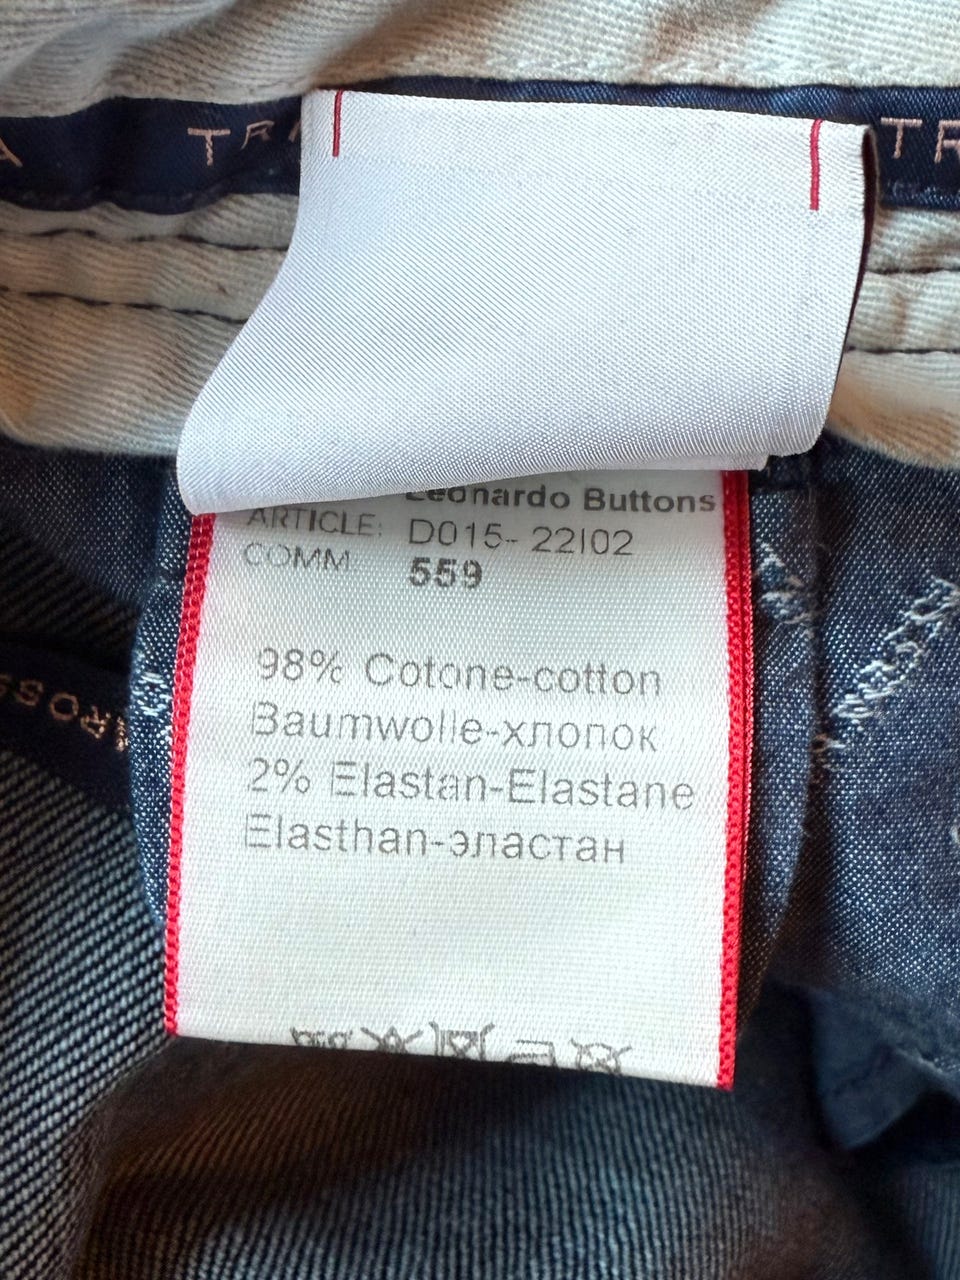 Leonardo Buttons
ARTICLE: D015-22I02
COMM: 559
98% Cotone-cotton
Baumwolle-хлопок
2% Elastan-Elastane
Elasthan-эластан